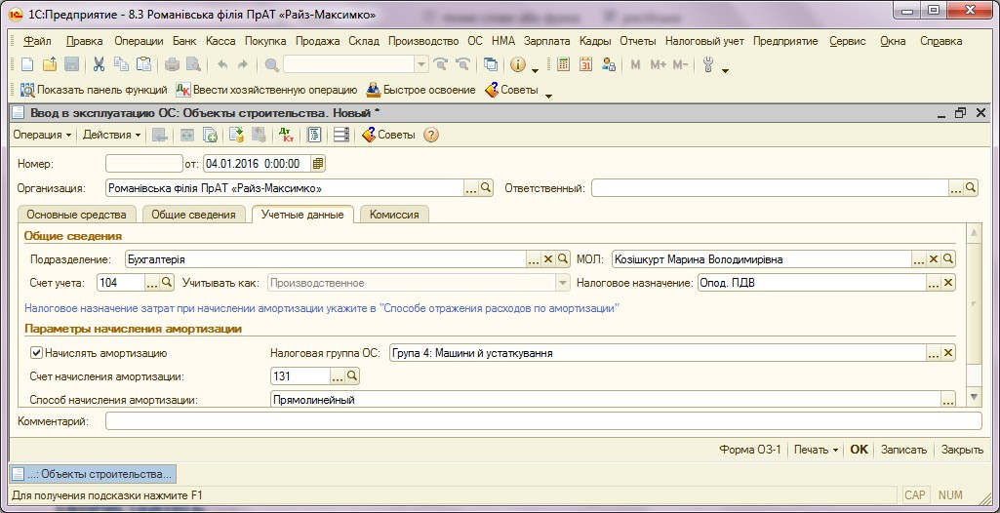 1С:Предприятие - 8.3 Романівська філія ПрАТ «Райз-Максимко»
Файл Правка Операции Банк Касса Покупка Продажа Склад Производство ОС НМА Зарплата Кадры Отчеты Налоговый учет Предприятие Сервис Окна Справка
M M+ M-
Показать панель функций Ввести хозяйственную операцию Быстрое освоение Советы
Ввод в эксплуатацию ОС: Объекты строительства. Новый *
Операция Действия Дт Кт Советы
Номер: от: 04.01.2016 0:00:00
Организация: Романівська філія ПрАТ «Райз-Максимко» Ответственный:
Основные средства Общие сведения Учетные данные Комиссия
Общие сведения
Подразделение: Бухгалтерія МОЛ: Козішкурт Марина Володимирівна
Счет учета: 104 Учитывать как: Производственное Налоговое назначение: Опод. ПДВ
Налоговое назначение затрат при начислении амортизации укажите в "Способе отражения расходов по амортизации"
Параметры начисления амортизации
Начислять амортизацию Налоговая группа ОС: Група 4: Машини й устаткування
Счет начисления амортизации: 131
Способ начисления амортизации: Прямолинейный
Комментарий:
Форма ОЗ-1 Печать OK Записать Закрыть
...: Объекты строительства...
Для получения подсказки нажмите F1 CAP NUM